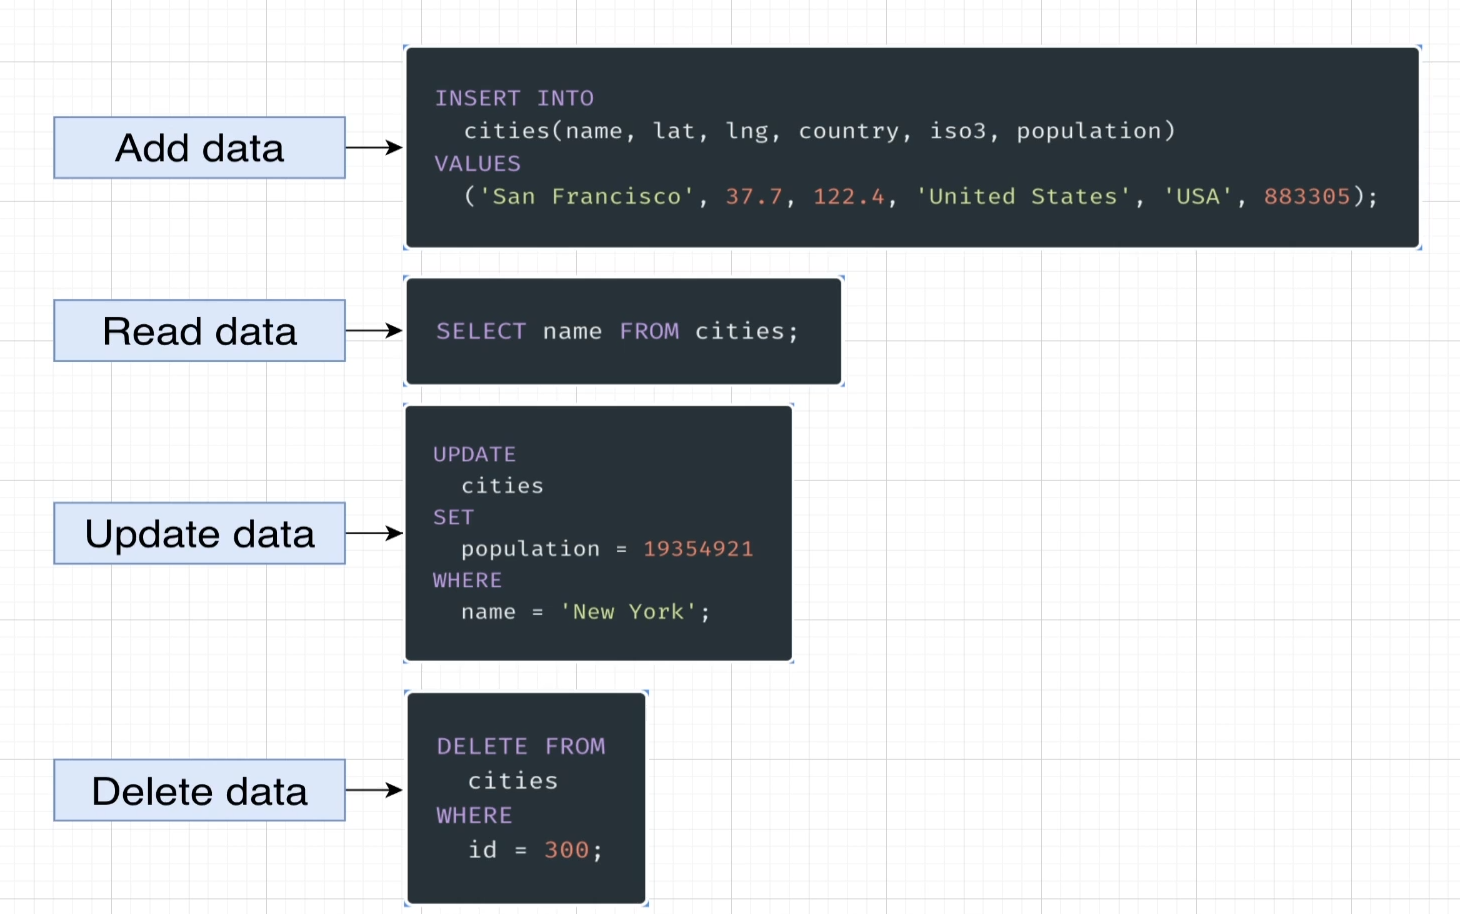 Add data
INSERT INTO
cities(name, lat, lng, country, iso3, population)
VALUES
('San Francisco', 37.7, 122.4, 'United States', 'USA', 883305);
Read data
SELECT name FROM cities;
Update data
UPDATE
cities
SET
population = 19354921
WHERE
name = 'New York';
Delete data
DELETE FROM
cities
WHERE
id = 300;